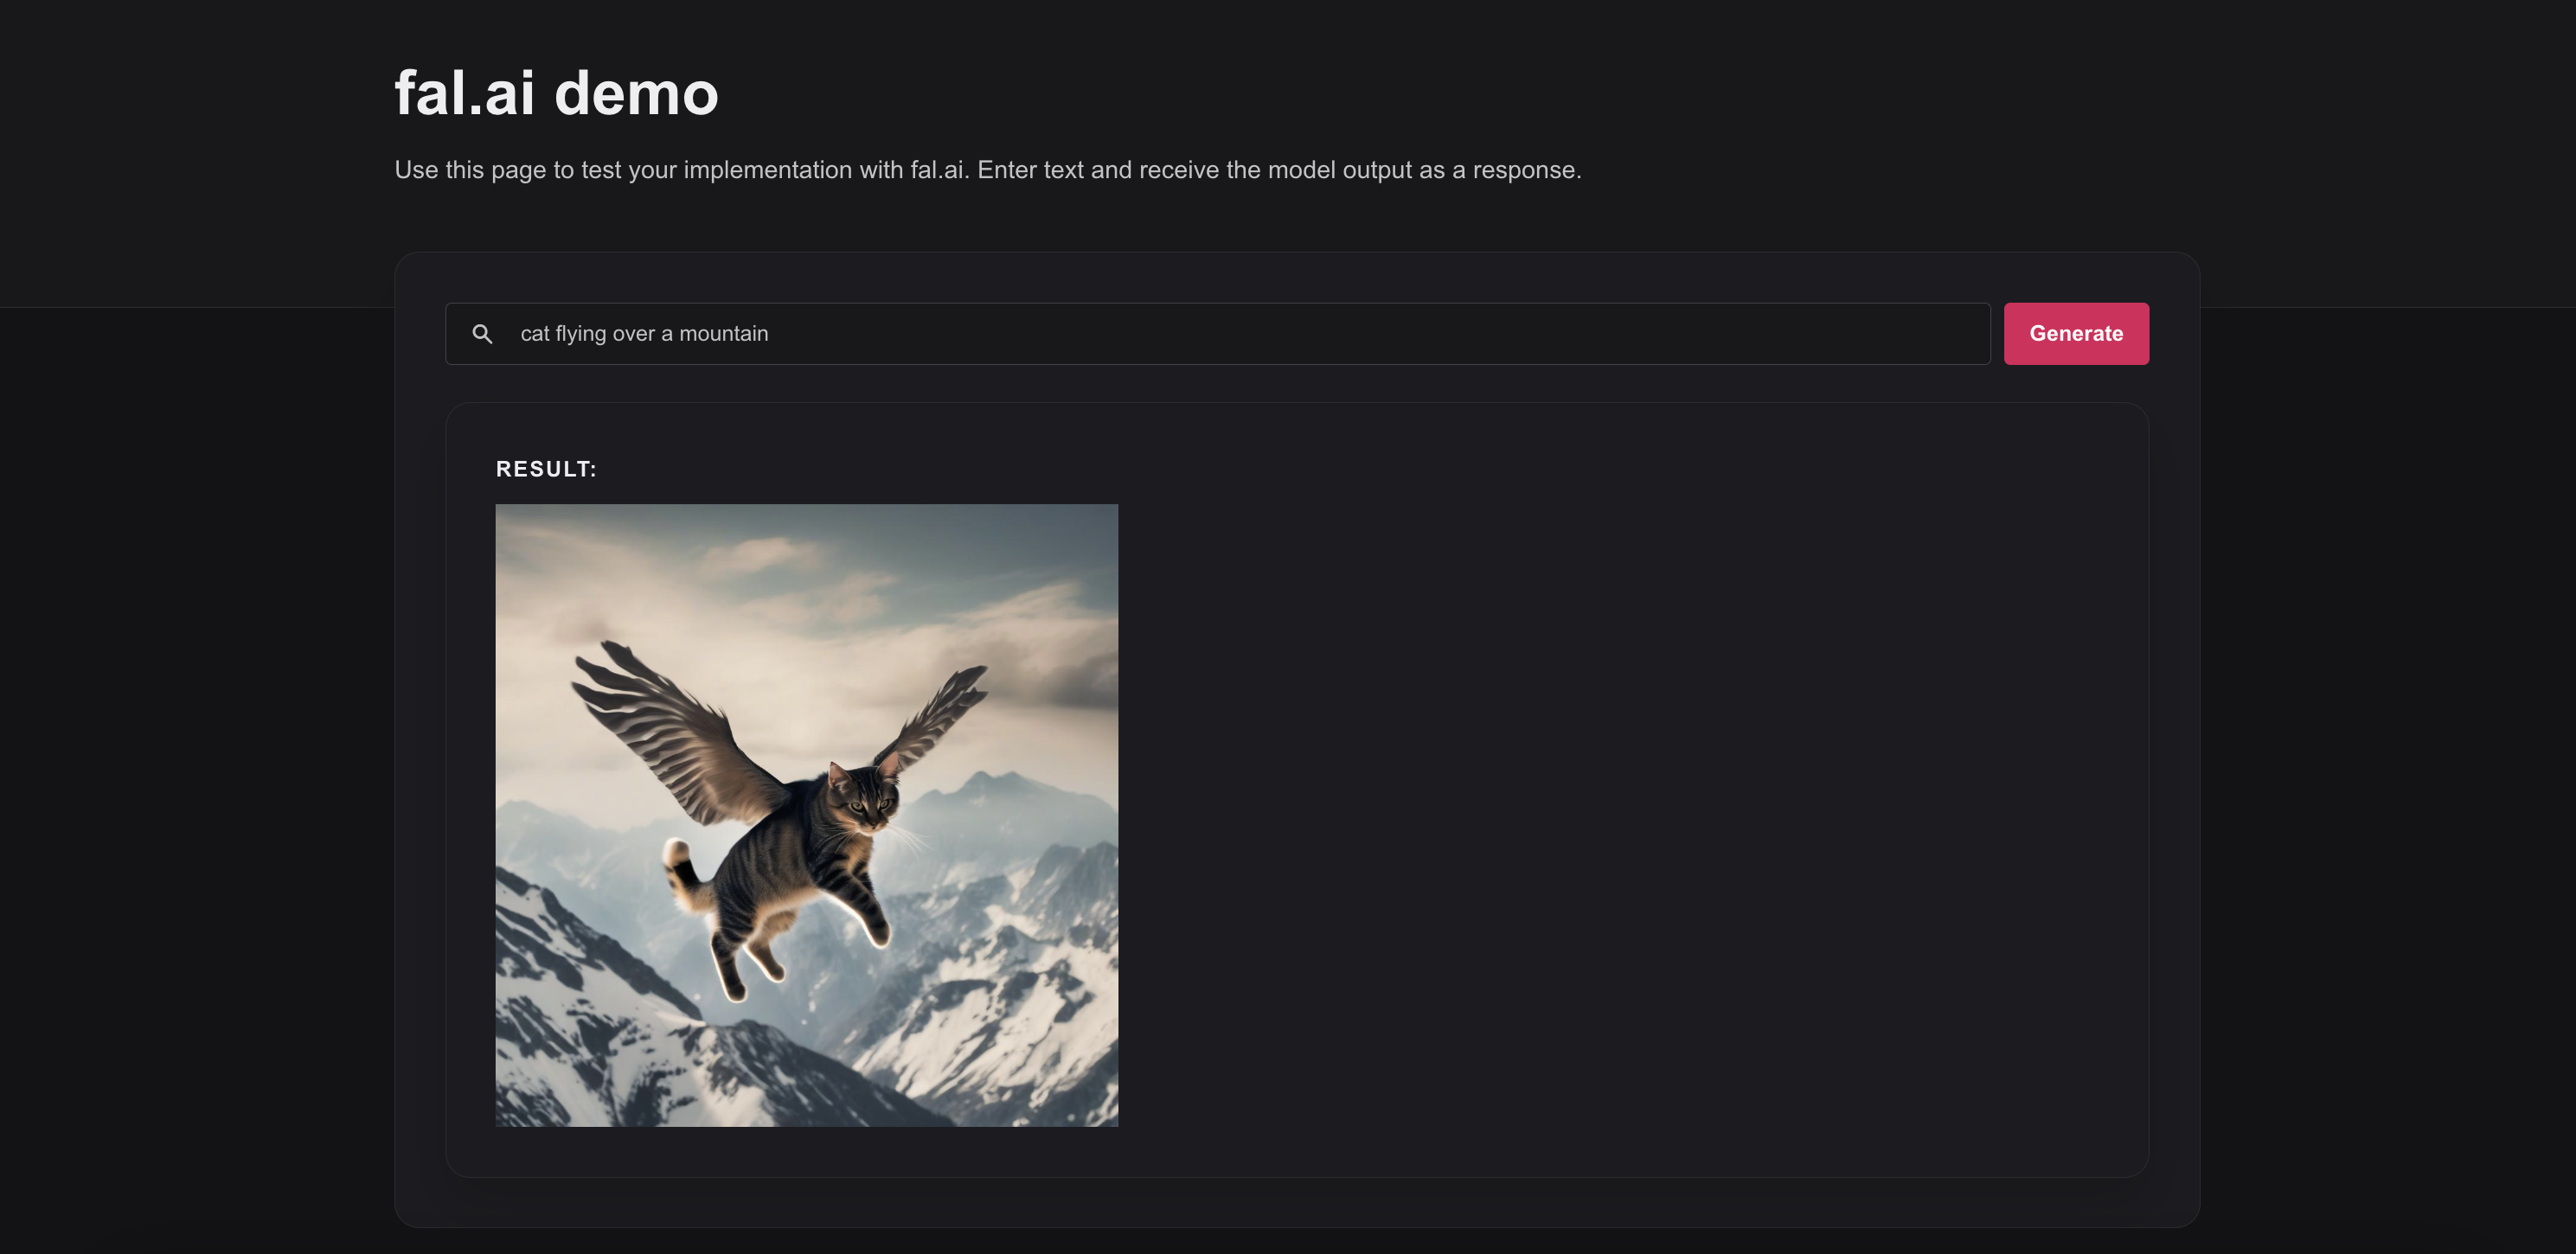 fal.ai demo
Use this page to test your implementation with fal.ai. Enter text and receive the model output as a response.
cat flying over a mountain
Generate
RESULT: